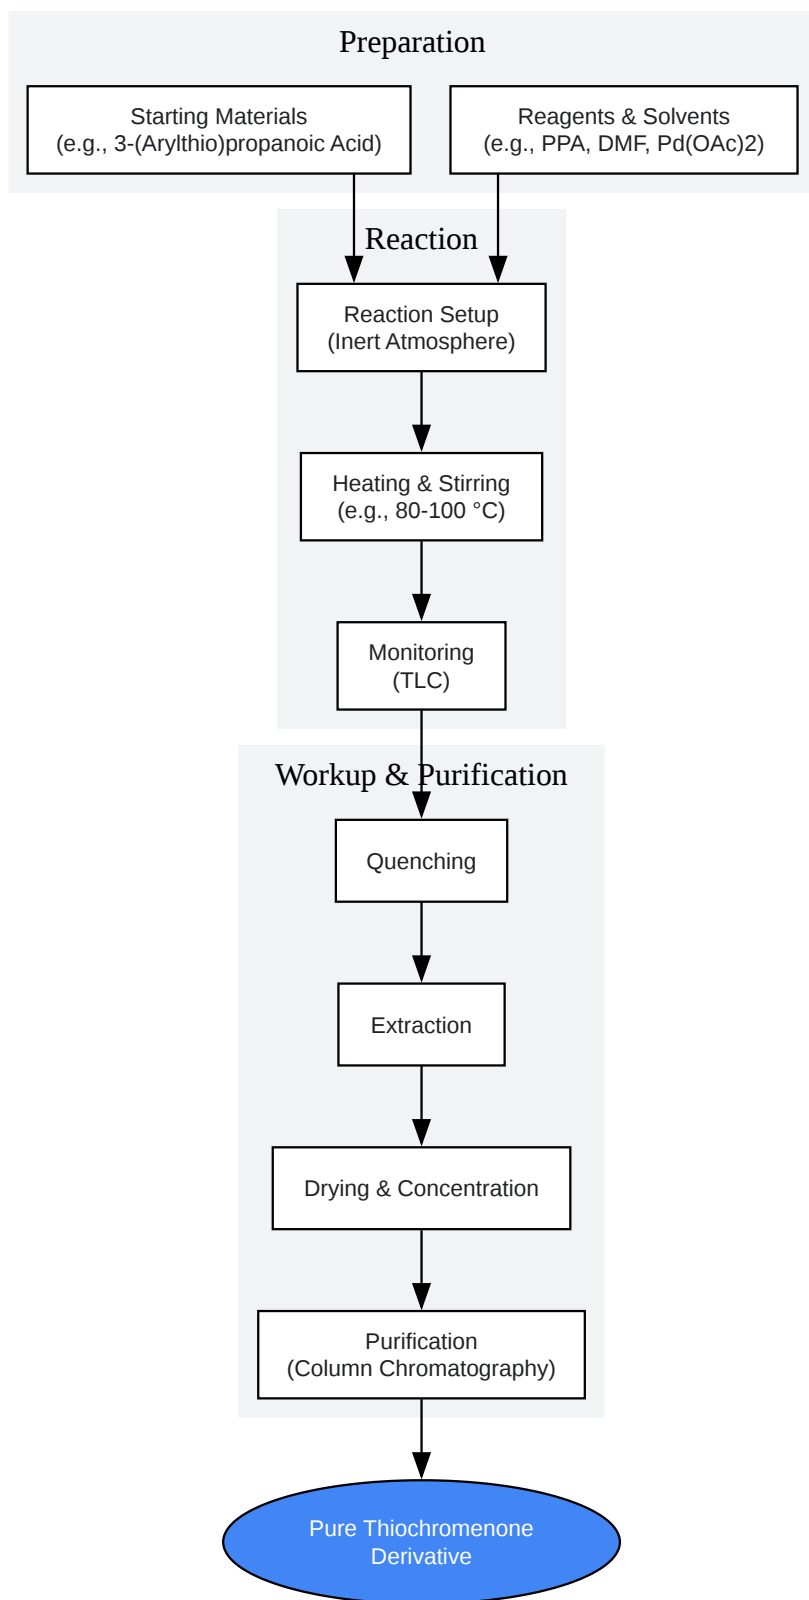 Preparation
Starting Materials
(e.g., 3-(Arylthio)propanoic Acid)
Reagents & Solvents
(e.g., PPA, DMF, Pd(OAc)2)
Reaction
Reaction Setup
(Inert Atmosphere)
Heating & Stirring
(e.g., 80-100 °C)
Monitoring
(TLC)
Workup & Purification
Quenching
Extraction
Drying & Concentration
Purification
(Column Chromatography)
Pure Thiochromenone
Derivative